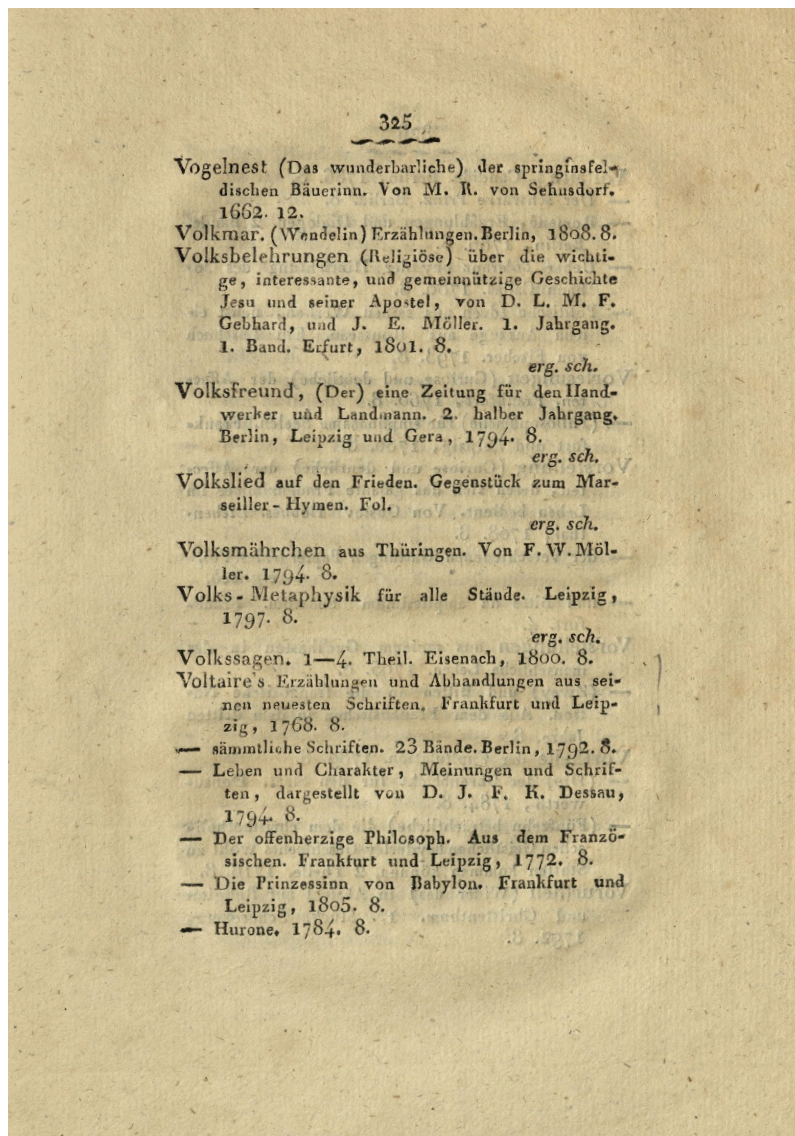 325
Vogelnest (Das wunderbarliche) der springinsfel-
dischen Bäuerinn. Von M. R. von Sehnsdorf.
1662. 12.
Volkmar. (Wendelin) Erzählungen. Berlin, 1808. 8.
Volksbelehrungen (Religiöse) über die wichti-
ge, interessante, und gemeinnützige Geschichte
Jesu und seiner Apostel, von D. L. M. F.
Gebhard, und J. E. Möller. 1. Jahrgang.
1. Band. Erfurt, 1801. 8.
erg. sch.
Volksfreund, (Der) eine Zeitung für den Hand-
werker und Landmann. 2. halber Jahrgang.
Berlin, Leipzig und Gera, 1794. 8.
erg. sch.
Volkslied auf den Frieden. Gegenstück zum Mar-
seiller-Hymen. Fol.
erg. sch.
Volksmährchen aus Thüringen. Von F. W. Möl-
ler. 1794. 8.
Volks-Metaphysik für alle Stände. Leipzig,
1797. 8.
erg. sch.
Volkssagen. 1—4. Theil. Eisenach, 1800. 8.
Voltaire's Erzählungen und Abhandlungen aus sei-
nen neuesten Schriften. Frankfurt und Leip-
zig, 1768. 8.
— sämmtliche Schriften. 23 Bände. Berlin, 1792. 8.
— Leben und Charakter, Meinungen und Schrif-
ten, dargestellt von D. J. F. K. Dessau,
1794. 8.
— Der offenherzige Philosoph. Aus dem Franzö-
sischen. Frankfurt und Leipzig, 1772. 8.
— Die Prinzessinn von Babylon. Frankfurt und
Leipzig, 1805. 8.
— Hurone. 1784. 8.